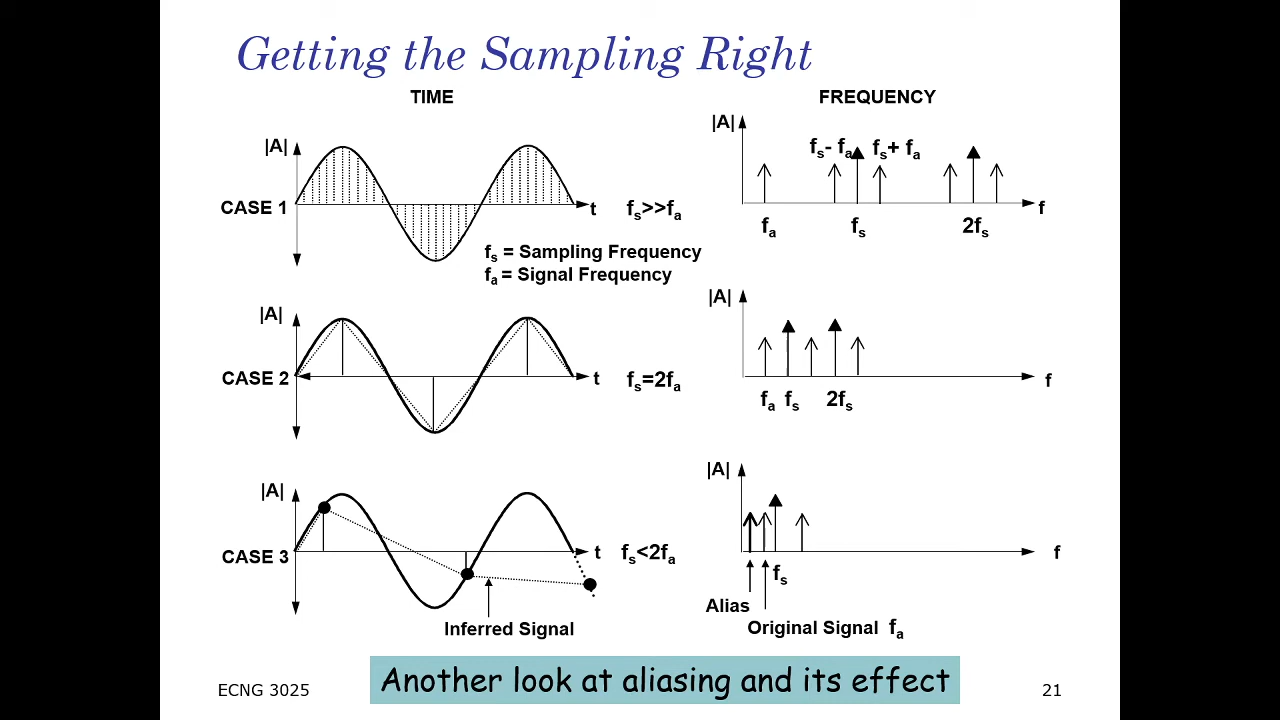 Getting the Sampling Right
TIME
FREQUENCY
|A|
CASE 1
t
fs>>fa
fs = Sampling Frequency
fa = Signal Frequency
|A|
fs- fa
fs+ fa
fa
fs
2fs
f
|A|
CASE 2
t
fs=2fa
|A|
fa
fs
2fs
f
|A|
CASE 3
t
fs<2fa
Inferred Signal
|A|
f
fs
Alias
Original Signal fa
Another look at aliasing and its effect
ECNG 3025
21